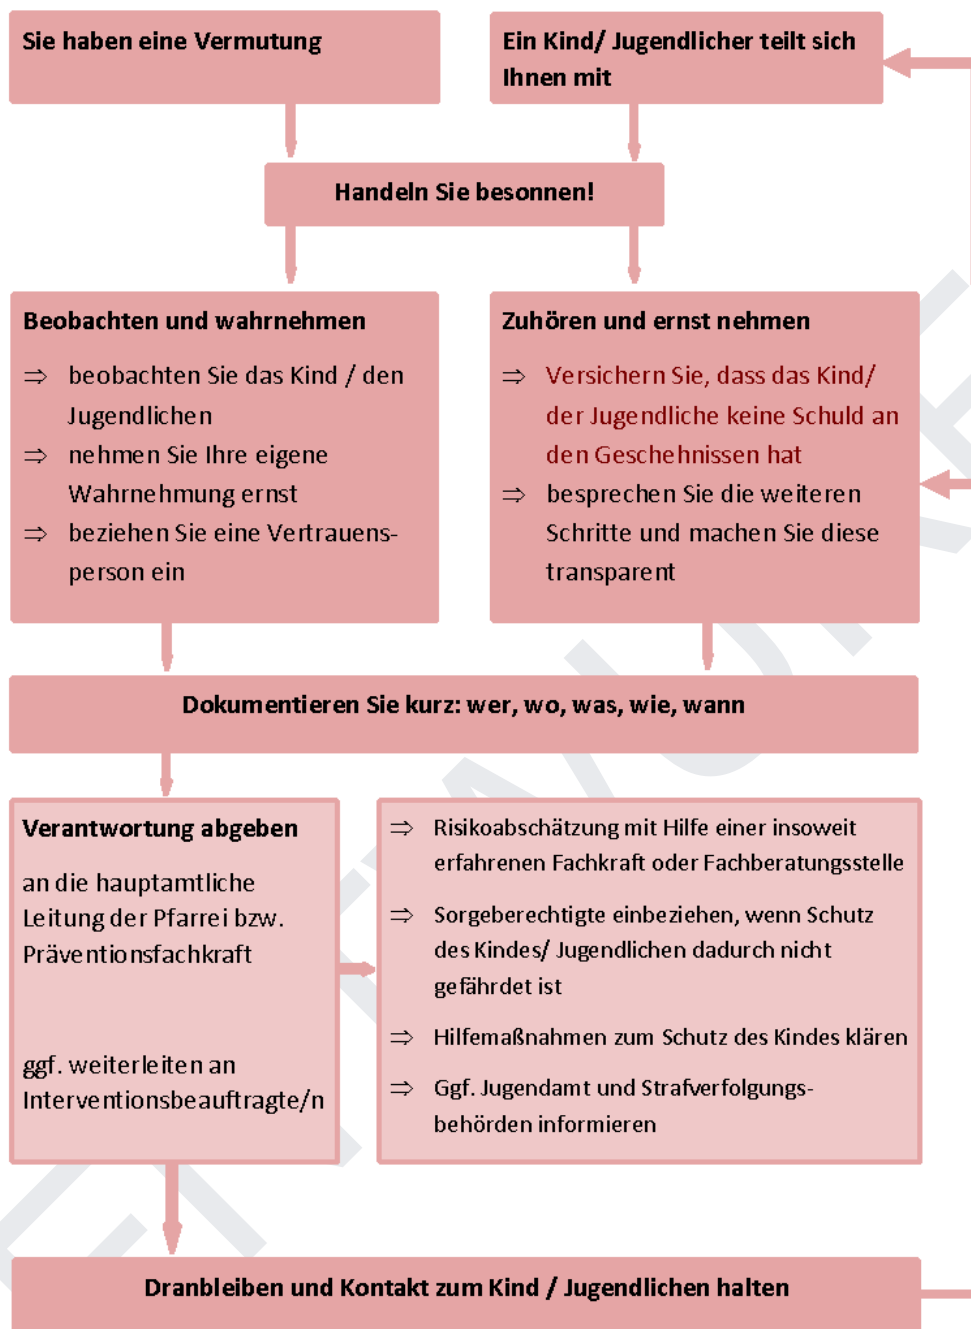 Sie haben eine Vermutung
Ein Kind/ Jugendlicher teilt sich
Ihnen mit
Handeln Sie besonnen!
Beobachten und wahrnehmen
⇒ beobachten Sie das Kind / den
Jugendlichen
⇒ nehmen Sie Ihre eigene
Wahrnehmung ernst
⇒ beziehen Sie eine Vertrauens-
person ein
Zuhören und ernst nehmen
⇒ Versichern Sie, dass das Kind/
der Jugendliche keine Schuld an
den Geschehnissen hat
⇒ besprechen Sie die weiteren
Schritte und machen Sie diese
transparent
Dokumentieren Sie kurz: wer, wo, was, wie, wann
Verantwortung abgeben
an die hauptamtliche
Leitung der Pfarrei bzw.
Präventionsfachkraft
ggf. weiterleiten an
Interventionsbeauftragte/n
⇒ Risikoabschätzung mit Hilfe einer insoweit
erfahrenen Fachkraft oder Fachberatungsstelle
⇒ Sorgeberechtigte einbeziehen, wenn Schutz
des Kindes/ Jugendlichen dadurch nicht
gefährdet ist
⇒ Hilfemaßnahmen zum Schutz des Kindes klären
⇒ Ggf. Jugendamt und Strafverfolgungs-
behörden informieren
Dranbleiben und Kontakt zum Kind / Jugendlichen halten